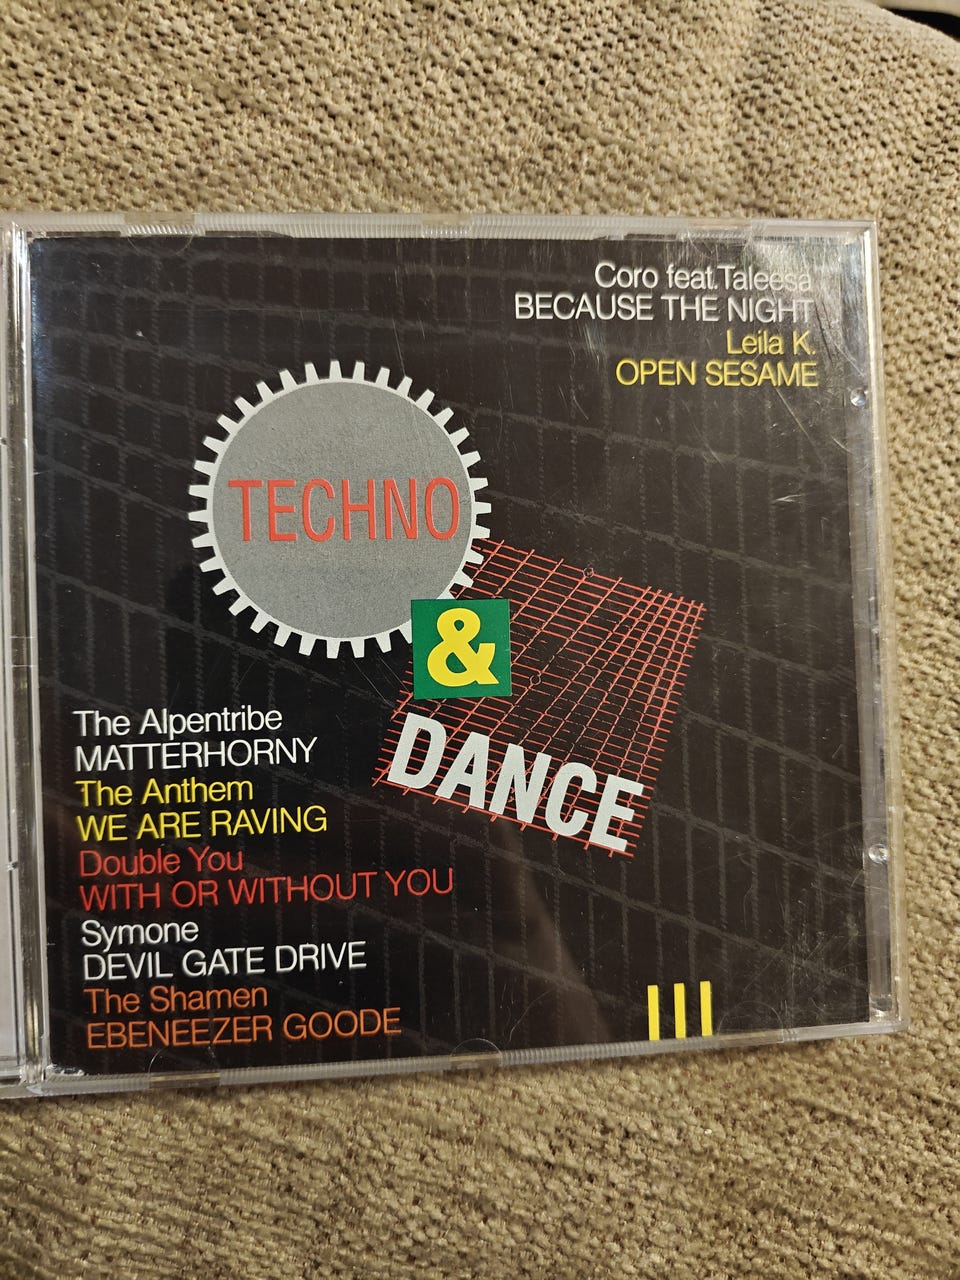 Coro feat.Taleesa
BECAUSE THE NIGHT
Leila K.
OPEN SESAME
TECHNO
&
DANCE
The Alpentribe
MATTERHORNY
The Anthem
WE ARE RAVING
Double You
WITH OR WITHOUT YOU
Symone
DEVIL GATE DRIVE
The Shamen
EBENEEZER GOODE
III